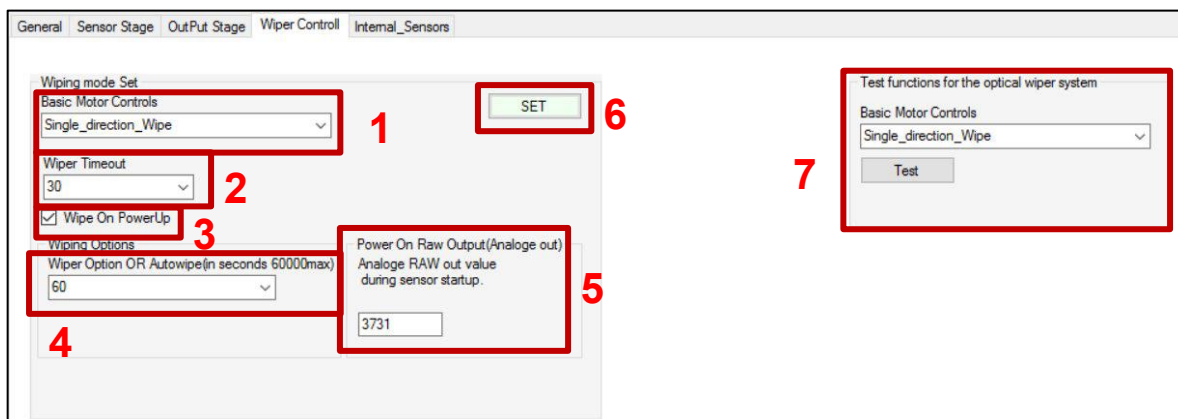 General Sensor Stage OutPut Stage Wiper Controll Internal_Sensors
Wiping mode Set
Basic Motor Controls
Single_direction_Wipe
1
SET
6
Wiper Timeout
30
2
Wipe On PowerUp
3
Wiping Options
Wiper Option OR Autowipe(in seconds 60000max)
60
4
Power On Raw Output(Analoge out)
Analoge RAW out value
during sensor startup.
3731
5
Test functions for the optical wiper system
Basic Motor Controls
Single_direction_Wipe
Test
7